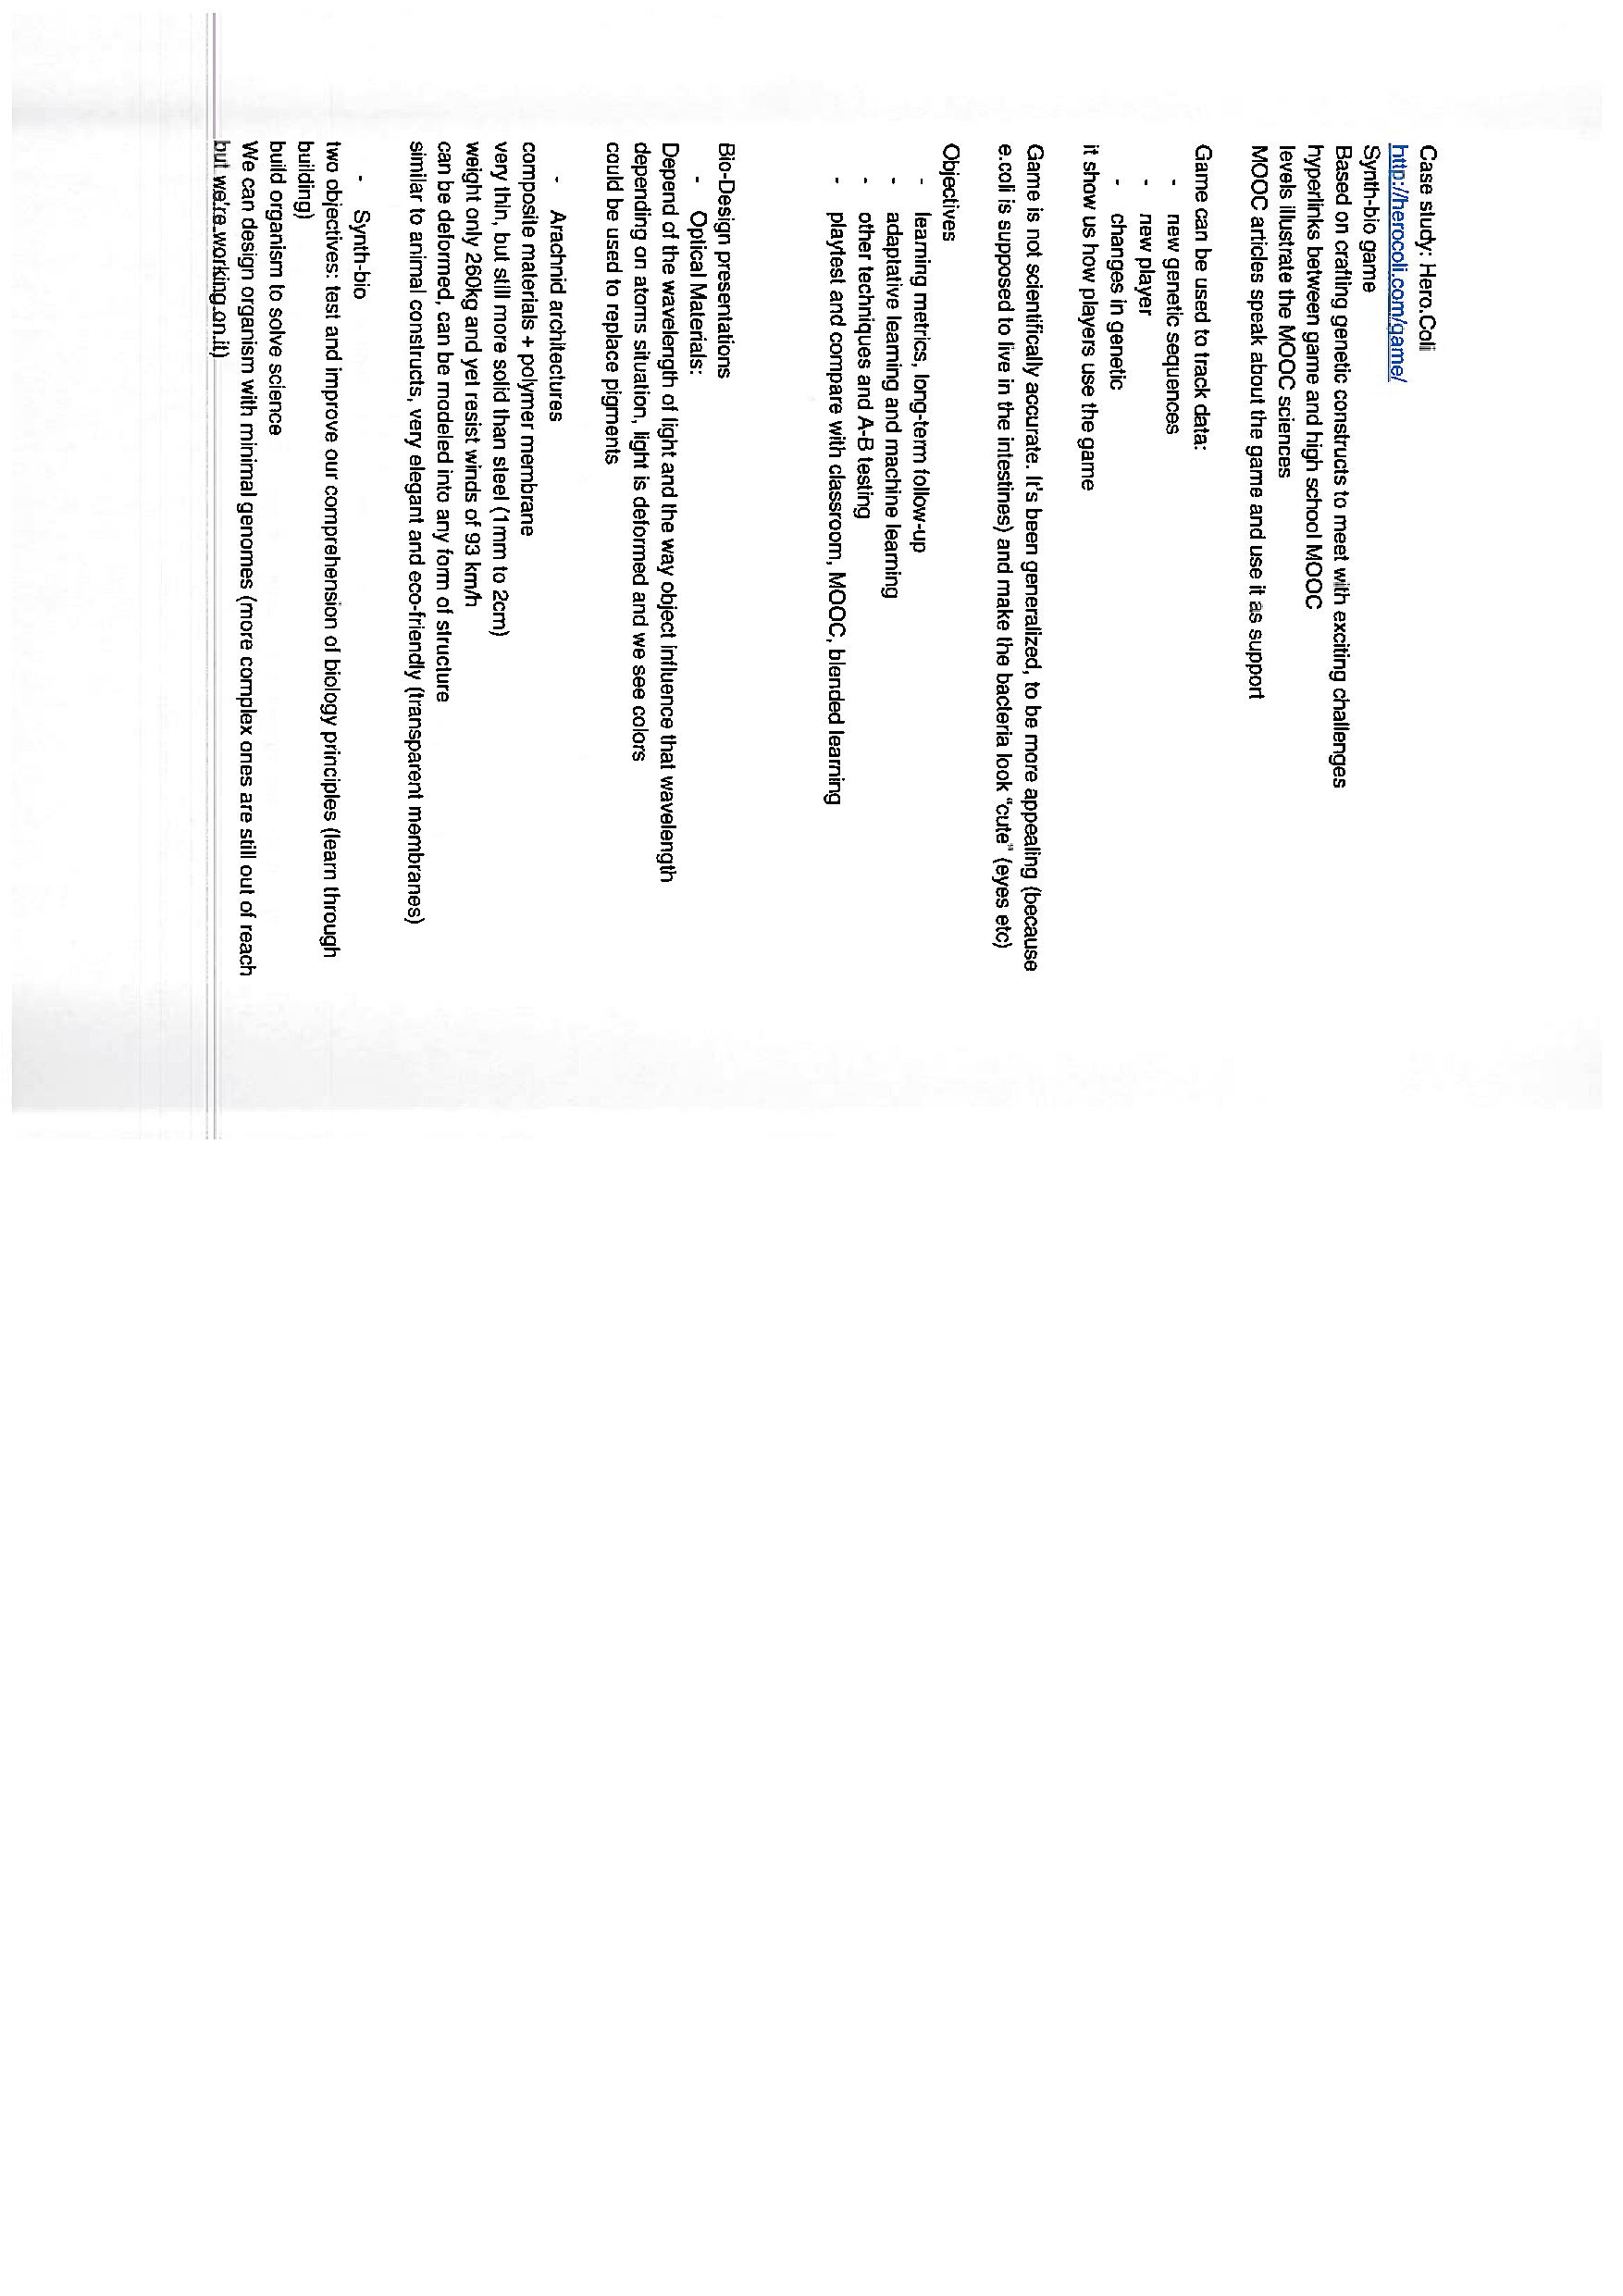 Case study: Hero.Coli
http://herocoli.com/game/
Synth-bio game
Based on crafting genetic constructs to meet with exciting challenges
hyperlinks between game and high school MOOC
levels illustrate the MOOC sciences
MOOC articles speak about the game and use it as support
Game can be used to track data:
- new genetic sequences
- new player
- changes in genetic
it show us how players use the game
Game is not scientifically accurate. It's been generalized, to be more appealing (because
e.coli is supposed to live in the intestines) and make the bacteria look "cute" (eyes etc)
Objectives
- learning metrics, long-term follow-up
- adaptative learning and machine learning
- other techniques and A-B testing
- playtest and compare with classroom, MOOC, blended learning
Bio-Design presentations
- Optical Materials:
Depend of the wavelength of light and the way object influence that wavelength
depending on atoms situation, light is deformed and we see colors
could be used to replace pigments
- Arachnid architectures
composite materials + polymer membrane
very thin, but still more solid than steel (1mm to 2cm)
weight only 260kg and yet resist winds of 93 km/h
can be deformed, can be modeled into any form of structure
similar to animal constructs, very elegant and eco-friendly (transparent membranes)
- Synth-bio
two objectives: test and improve our comprehension of biology principles (learn through
building)
build organism to solve science
We can design organism with minimal genomes (more complex ones are still out of reach
but we're working on it)